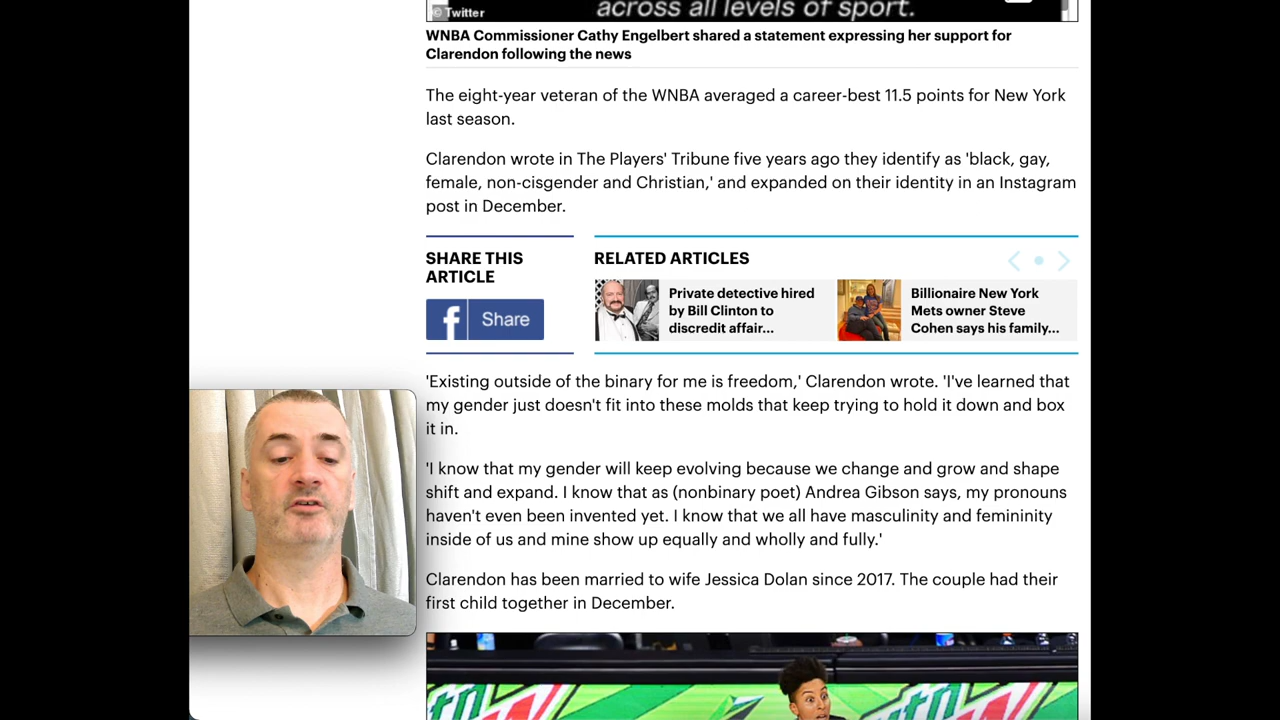 across all levels of sport.
© Twitter
WNBA Commissioner Cathy Engelbert shared a statement expressing her support for
Clarendon following the news
The eight-year veteran of the WNBA averaged a career-best 11.5 points for New York
last season.
Clarendon wrote in The Players' Tribune five years ago they identify as 'black, gay,
female, non-cisgender and Christian,' and expanded on their identity in an Instagram
post in December.
SHARE THIS
ARTICLE
f Share
RELATED ARTICLES
Private detective hired
by Bill Clinton to
discredit affair...
Billionaire New York
Mets owner Steve
Cohen says his family...
'Existing outside of the binary for me is freedom,' Clarendon wrote. 'I've learned that
my gender just doesn't fit into these molds that keep trying to hold it down and box
it in.
'I know that my gender will keep evolving because we change and grow and shape
shift and expand. I know that as (nonbinary poet) Andrea Gibson says, my pronouns
haven't even been invented yet. I know that we all have masculinity and femininity
inside of us and mine show up equally and wholly and fully.'
Clarendon has been married to wife Jessica Dolan since 2017. The couple had their
first child together in December.